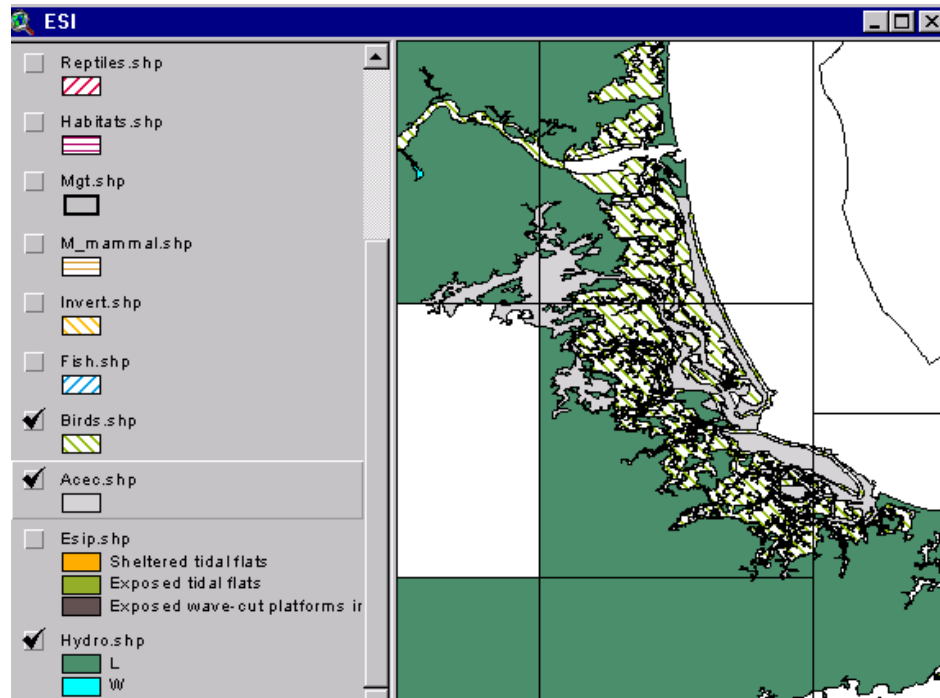 ESI
Reptiles.shp
Habitats.shp
Mgt.shp
M_mammal.shp
Invert.shp
Fish.shp
Birds.shp
Acec.shp
Esip.shp
Sheltered tidal flats
Exposed tidal flats
Exposed wave-cut platforms ir
Hydro.shp
L
W